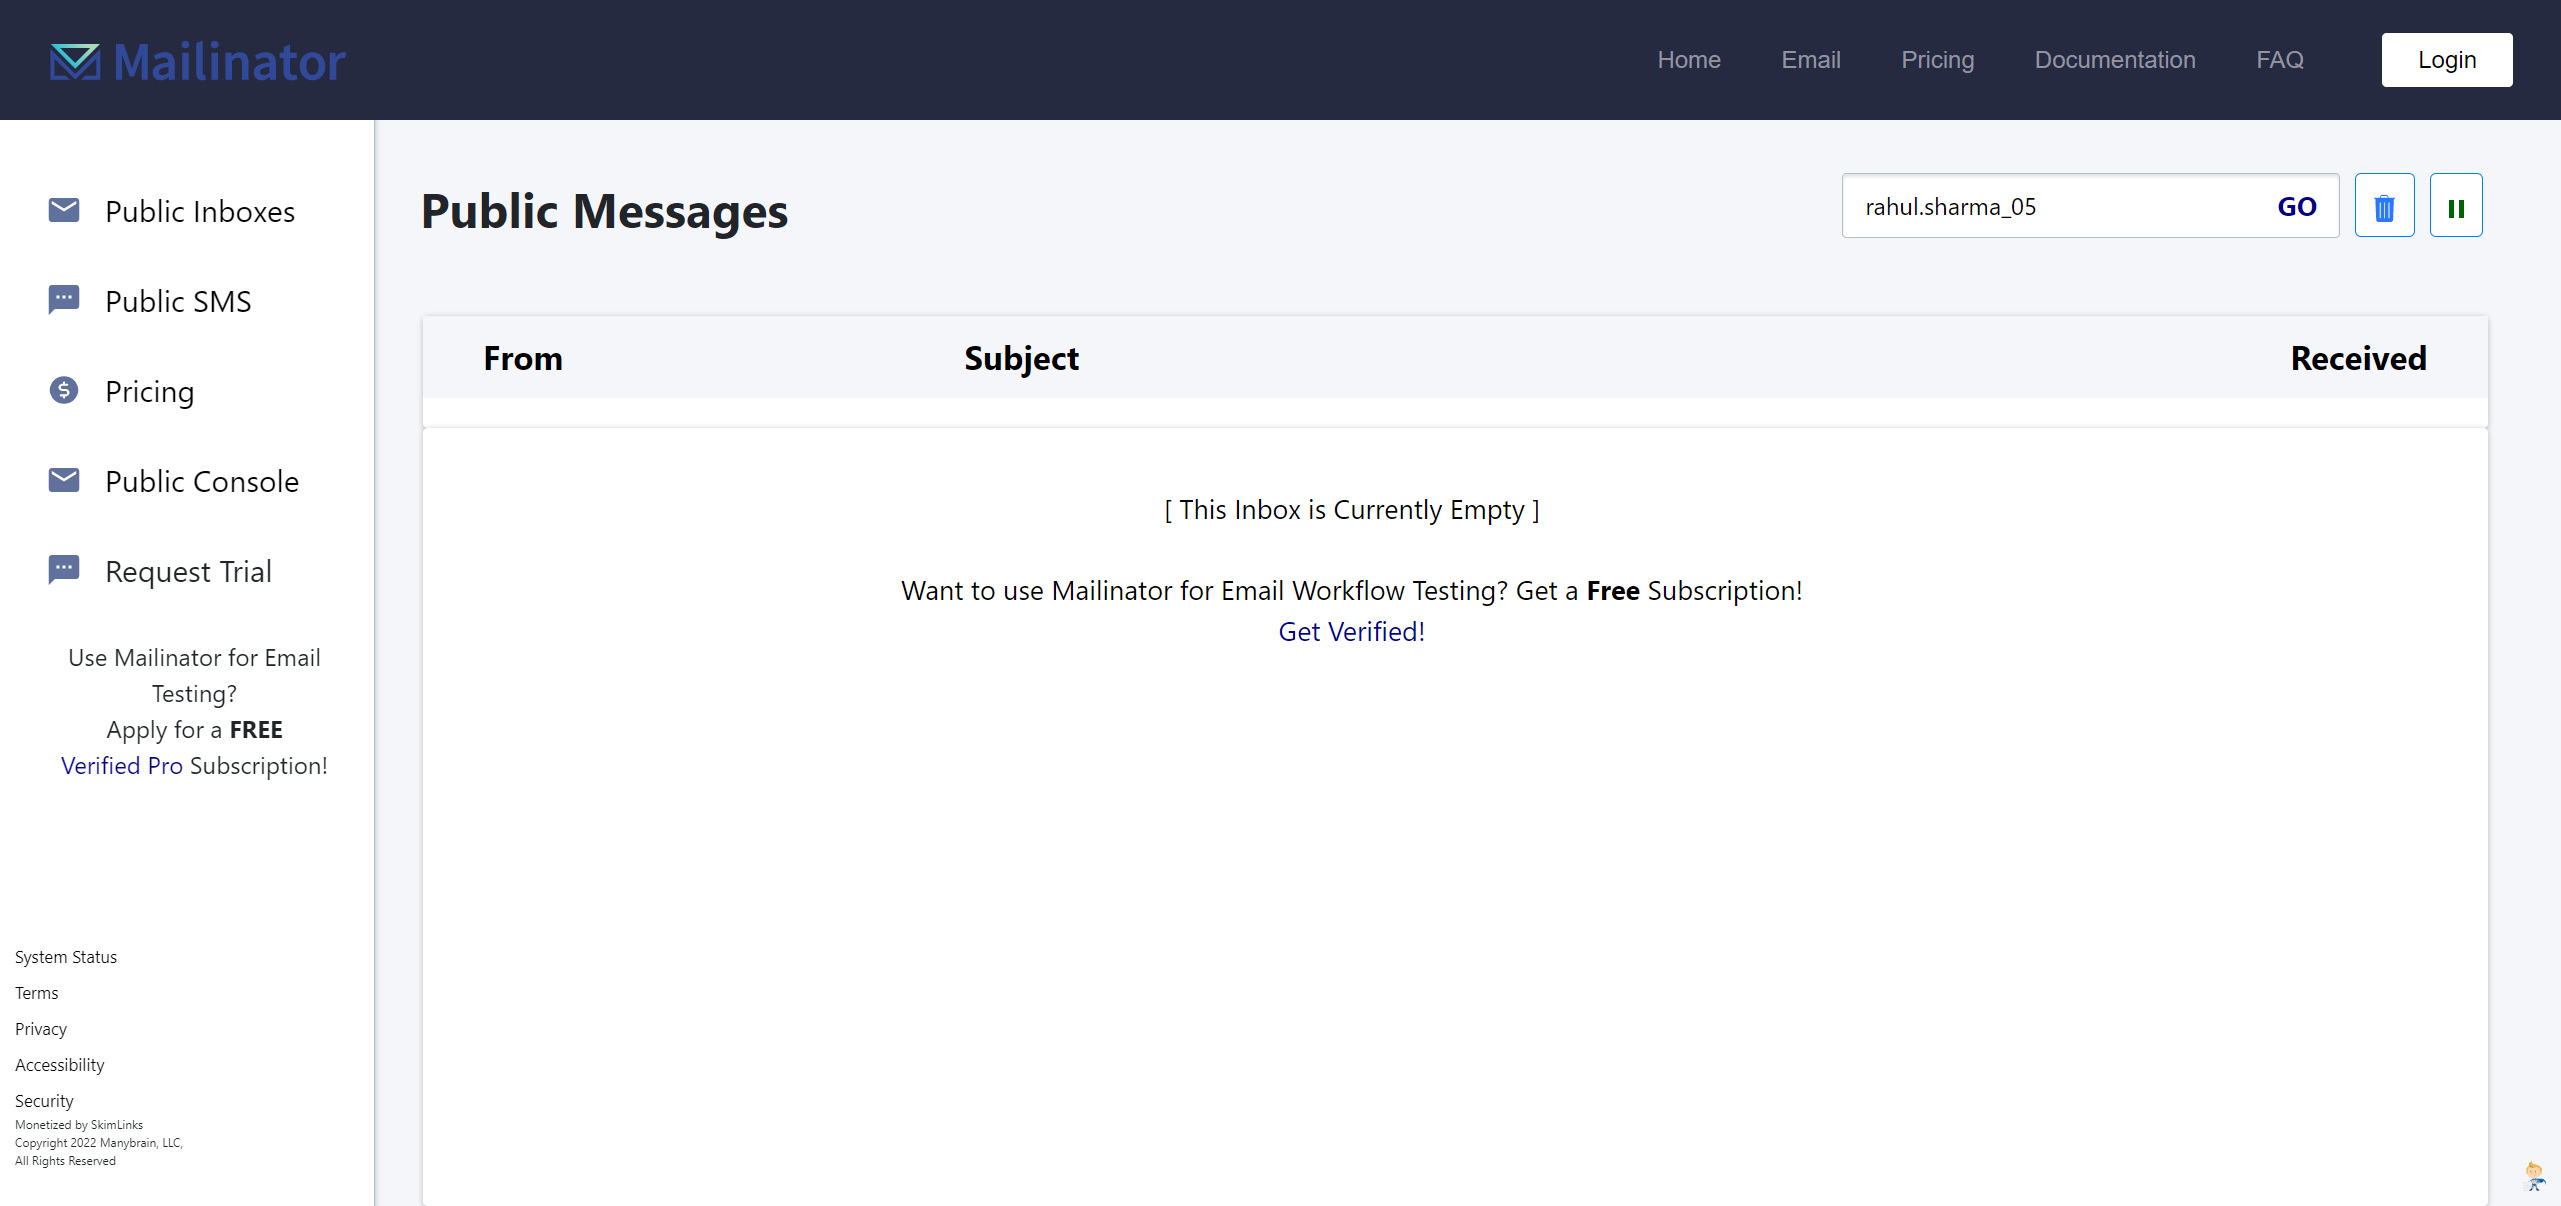 Mailinator
Home Email Pricing Documentation FAQ Login
Public Inboxes
Public SMS
Pricing
Public Console
Request Trial
Use Mailinator for Email
Testing?
Apply for a FREE
Verified Pro Subscription!
System Status
Terms
Privacy
Accessibility
Security
Monetized by SkimLinks
Copyright 2022 Manybrain, LLC,
All Rights Reserved
Public Messages
rahul.sharma_05 GO
From Subject Received
[ This Inbox is Currently Empty ]
Want to use Mailinator for Email Workflow Testing? Get a Free Subscription!
Get Verified!